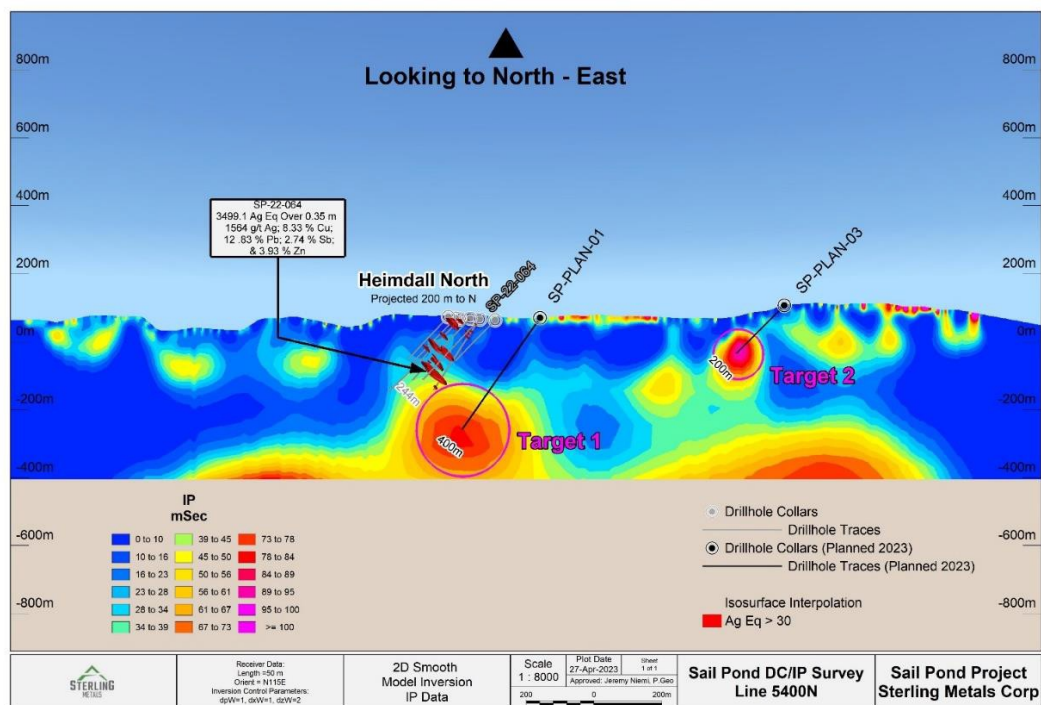 800m
800m
Looking to North - East
600m
600m
400m
400m
SP-22-064
3499.1 Ag Eq Over 0.35 m
1564 g/t Ag; 8.33 % Cu;
12 .83 % Pb; 2.74 % Sb;
& 3.93 % Zn
200m
200m
Heimdall North
Projected 200 m to N
SP-22-064
SP-PLAN-01
SP-PLAN-03
0m
0m
244m
200m
Target 2
-200m
-200m
400m
Target 1
-400m
-400m
IP
mSec
0 to 10
39 to 45
73 to 78
10 to 16
45 to 50
78 to 84
16 to 23
50 to 56
84 to 89
23 to 28
56 to 61
89 to 95
28 to 34
61 to 67
95 to 100
34 to 39
67 to 73
>= 100
Drillhole Collars
Drillhole Traces
Drillhole Collars (Planned 2023)
Drillhole Traces (Planned 2023)
Isosurface Interpolation
Ag Eq > 30
-600m
-600m
-800m
-800m
STERLING
METALS
Receiver Data:
Length =50 m
Orient = N115E
Inversion Control Parameters:
dpW=1, dxW=1, dzW=2
2D Smooth
Model Inversion
IP Data
Scale
1 : 8000
Plot Date
27-Apr-2023
Sheet
1 of 1
Approved: Jeremy Niemi, P.Geo
200
0
200m
Sail Pond DC/IP Survey
Line 5400N
Sail Pond Project
Sterling Metals Corp